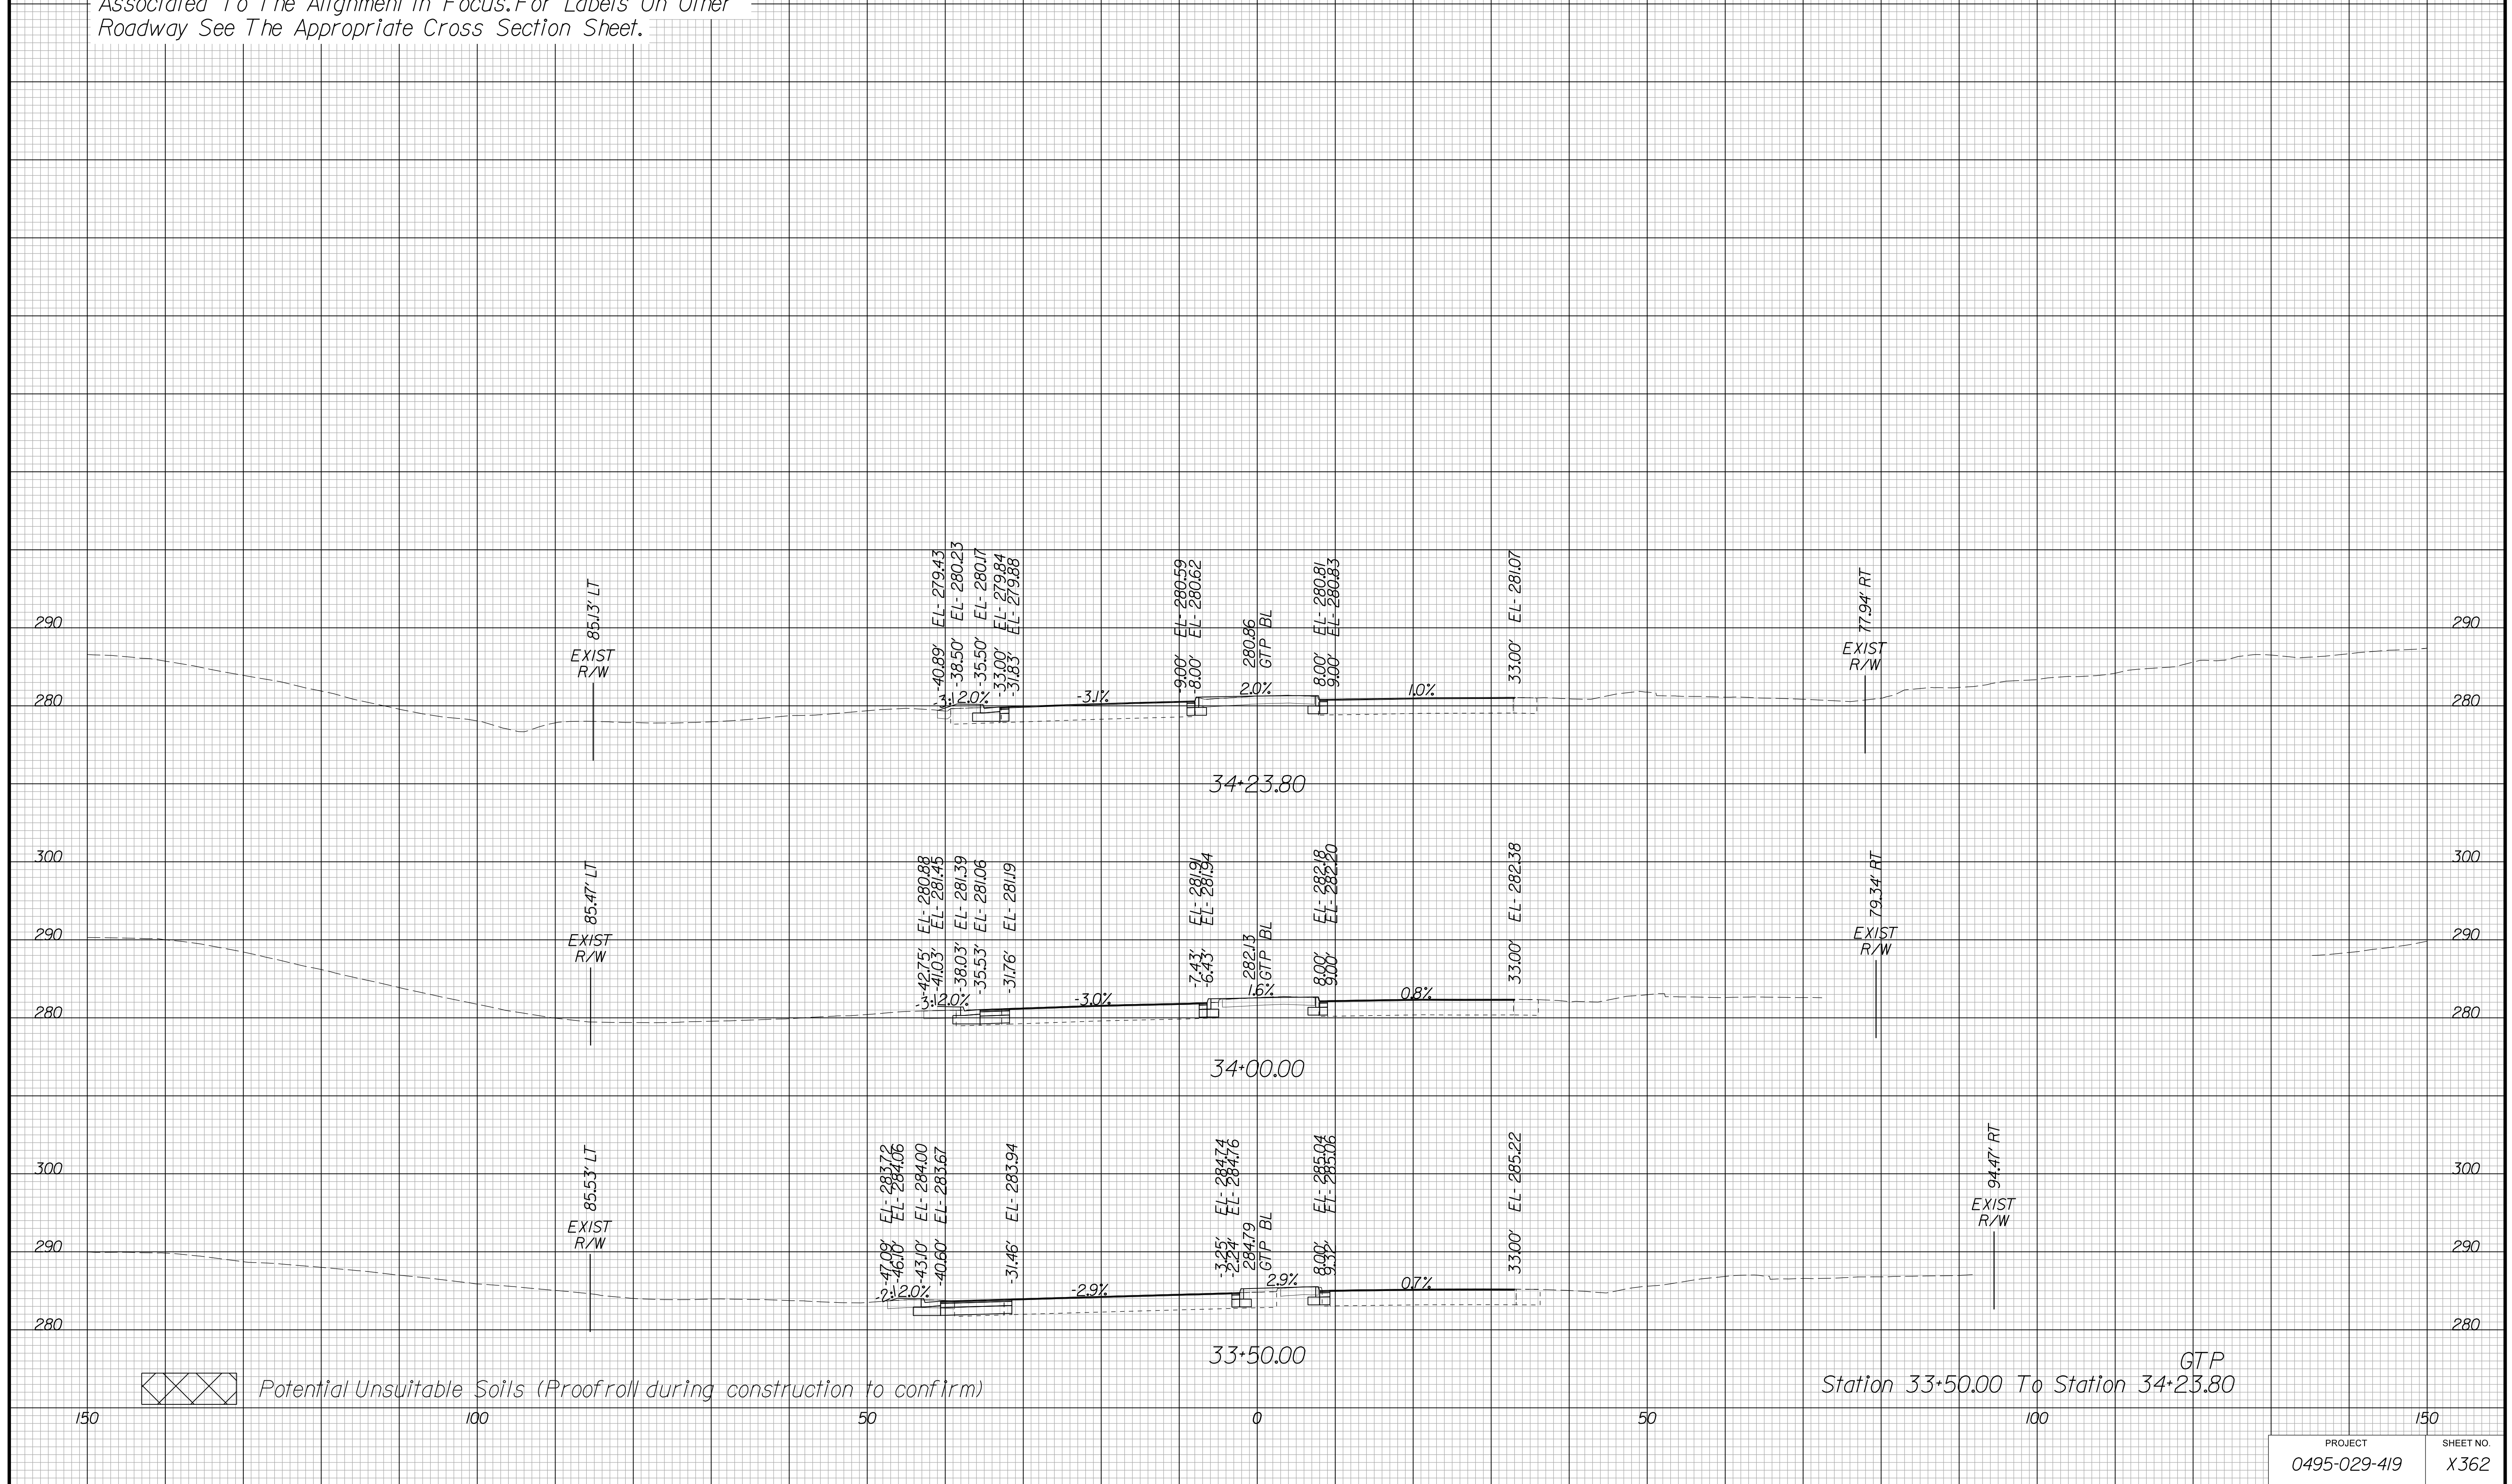 Associated To The Alignment In Focus. For Labels On Other
Roadway See The Appropriate Cross Section Sheet.
-40.89' EL- 279.43
-38.50' EL- 280.23
-35.50' EL- 280.17
-33.00' EL- 279.84
-31.83' EL- 279.88
-9.00' EL- 280.59
-8.00' EL- 280.62
280.86
GTP BL
8.00' EL- 280.81
9.00' EL- 280.83
33.00' EL- 281.07
85.13' LT
EXIST
R/W
77.94' RT
EXIST
R/W
290 290
280 280
-3:1 2.0% -3.1% 2.0% 1.0%
34+23.80
300 300
-42.75' EL- 280.88
-41.03' EL- 281.45
-38.03' EL- 281.39
-35.53' EL- 281.06
-31.76' EL- 281.19
-7.43' EL- 281.91
-6.43' EL- 281.94
282.13
GTP BL
8.00' EL- 282.18
9.00' EL- 282.20
33.00' EL- 282.38
85.47' LT
EXIST
R/W
79.34' RT
EXIST
R/W
290 290
280 280
-3:1 2.0% -3.0% 1.6% 0.8%
34+00.00
300 300
-47.09' EL- 283.72
-46.10' EL- 284.06
-43.10' EL- 284.00
-40.60' EL- 283.67
-31.46' EL- 283.94
-3.25' EL- 284.74
-2.24' EL- 284.76
284.79
GTP BL
8.00' EL- 285.04
9.32' EL- 285.06
33.00' EL- 285.22
85.53' LT
EXIST
R/W
94.47' RT
EXIST
R/W
290 290
280 280
2.0% -2.9% 2.9% 0.7%
33+50.00
Potential Unsuitable Soils (Proofroll during construction to confirm)
GTP
Station 33+50.00 To Station 34+23.80
150 100 50 0 50 100 150
PROJECT SHEET NO.
0495-029-419 X362